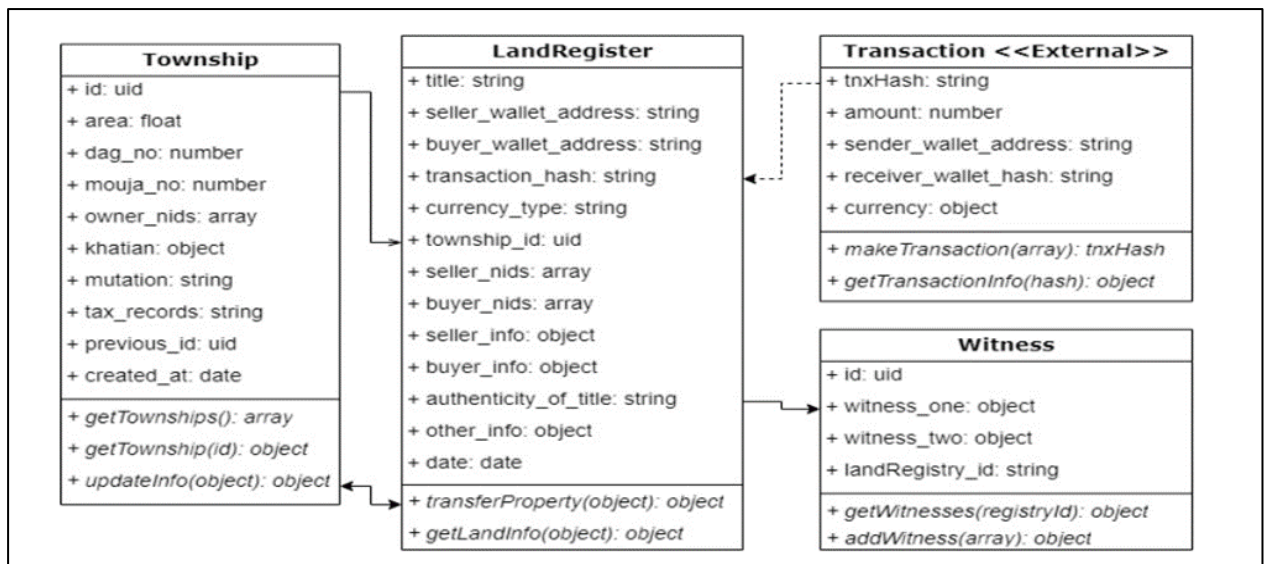 Township
+ id: uid
+ area: float
+ dag_no: number
+ mouja_no: number
+ owner_nids: array
+ khatian: object
+ mutation: string
+ tax_records: string
+ previous_id: uid
+ created_at: date
+ getTownships(): array
+ getTownship(id): object
+ updateInfo(object): object
LandRegister
+ title: string
+ seller_wallet_address: string
+ buyer_wallet_address: string
+ transaction_hash: string
+ currency_type: string
+ township_id: uid
+ seller_nids: array
+ buyer_nids: array
+ seller_info: object
+ buyer_info: object
+ authenticity_of_title: string
+ other_info: object
+ date: date
+ transferProperty(object): object
+ getLandInfo(object): object
Transaction <<External>>
+ tnxHash: string
+ amount: number
+ sender_wallet_address: string
+ receiver_wallet_hash: string
+ currency: object
+ makeTransaction(array): tnxHash
+ getTransactionInfo(hash): object
Witness
+ id: uid
+ witness_one: object
+ witness_two: object
+ landRegistry_id: string
+ getWitnesses(registryId): object
+ addWitness(array): object